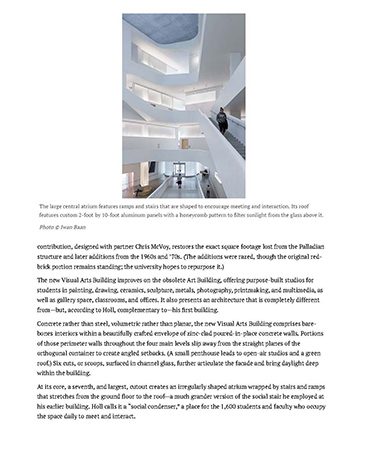 The large central atrium features ramps and stairs that are shaped to encourage meeting and interaction. Its roof
features custom 2-foot by 10-foot aluminum panels with a honeycomb pattern to filter sunlight from the glass above it.
Photo © Iwan Baan
contribution, designed with partner Chris McVoy, restores the exact square footage lost from the Palladian
structure and later additions from the 1960s and '70s. (The additions were razed, though the original red-
brick portion remains standing; the university hopes to repurpose it.)
The new Visual Arts Building improves on the obsolete Art Building, offering purpose-built studios for
students in painting, drawing, ceramics, sculpture, metals, photography, printmaking, and multimedia, as
well as gallery space, classrooms, and offices. It also presents an architecture that is completely different
from—but, according to Holl, complementary to—his first building.
Concrete rather than steel, volumetric rather than planar, the new Visual Arts Building comprises bare-
bones interiors within a beautifully crafted envelope of zinc-clad poured-in-place concrete walls. Portions
of those perimeter walls throughout the four main levels slip away from the straight planes of the
orthogonal container to create angled setbacks. (A small penthouse leads to open-air studios and a green
roof.) Six cuts, or scoops, surfaced in channel glass, further articulate the facade and bring daylight deep
within the building.
At its core, a seventh, and largest, cutout creates an irregularly shaped atrium wrapped by stairs and ramps
that stretches from the ground floor to the roof—a much grander version of the social stair he employed at
his earlier building. Holl calls it a "social condenser," a place for the 1,600 students and faculty who occupy
the space daily to meet and interact.